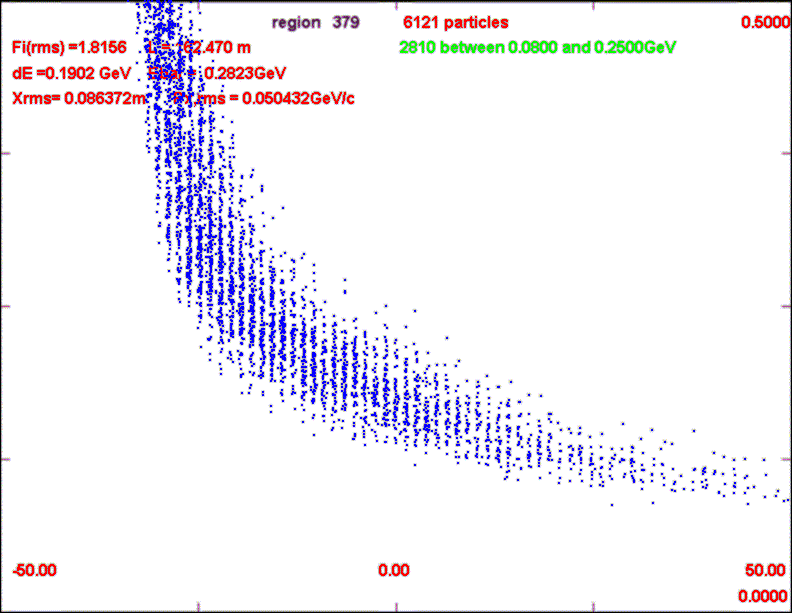 region 379 6121 particles 0.5000
Fi(rms) =1.8156 L = 162.470 m 2810 between 0.0800 and 0.2500GeV
dE =0.1902 GeV = 0.2823GeV
Xrms= 0.086372m rms = 0.050432GeV/c
-50.00 0.00 50.00
0.0000